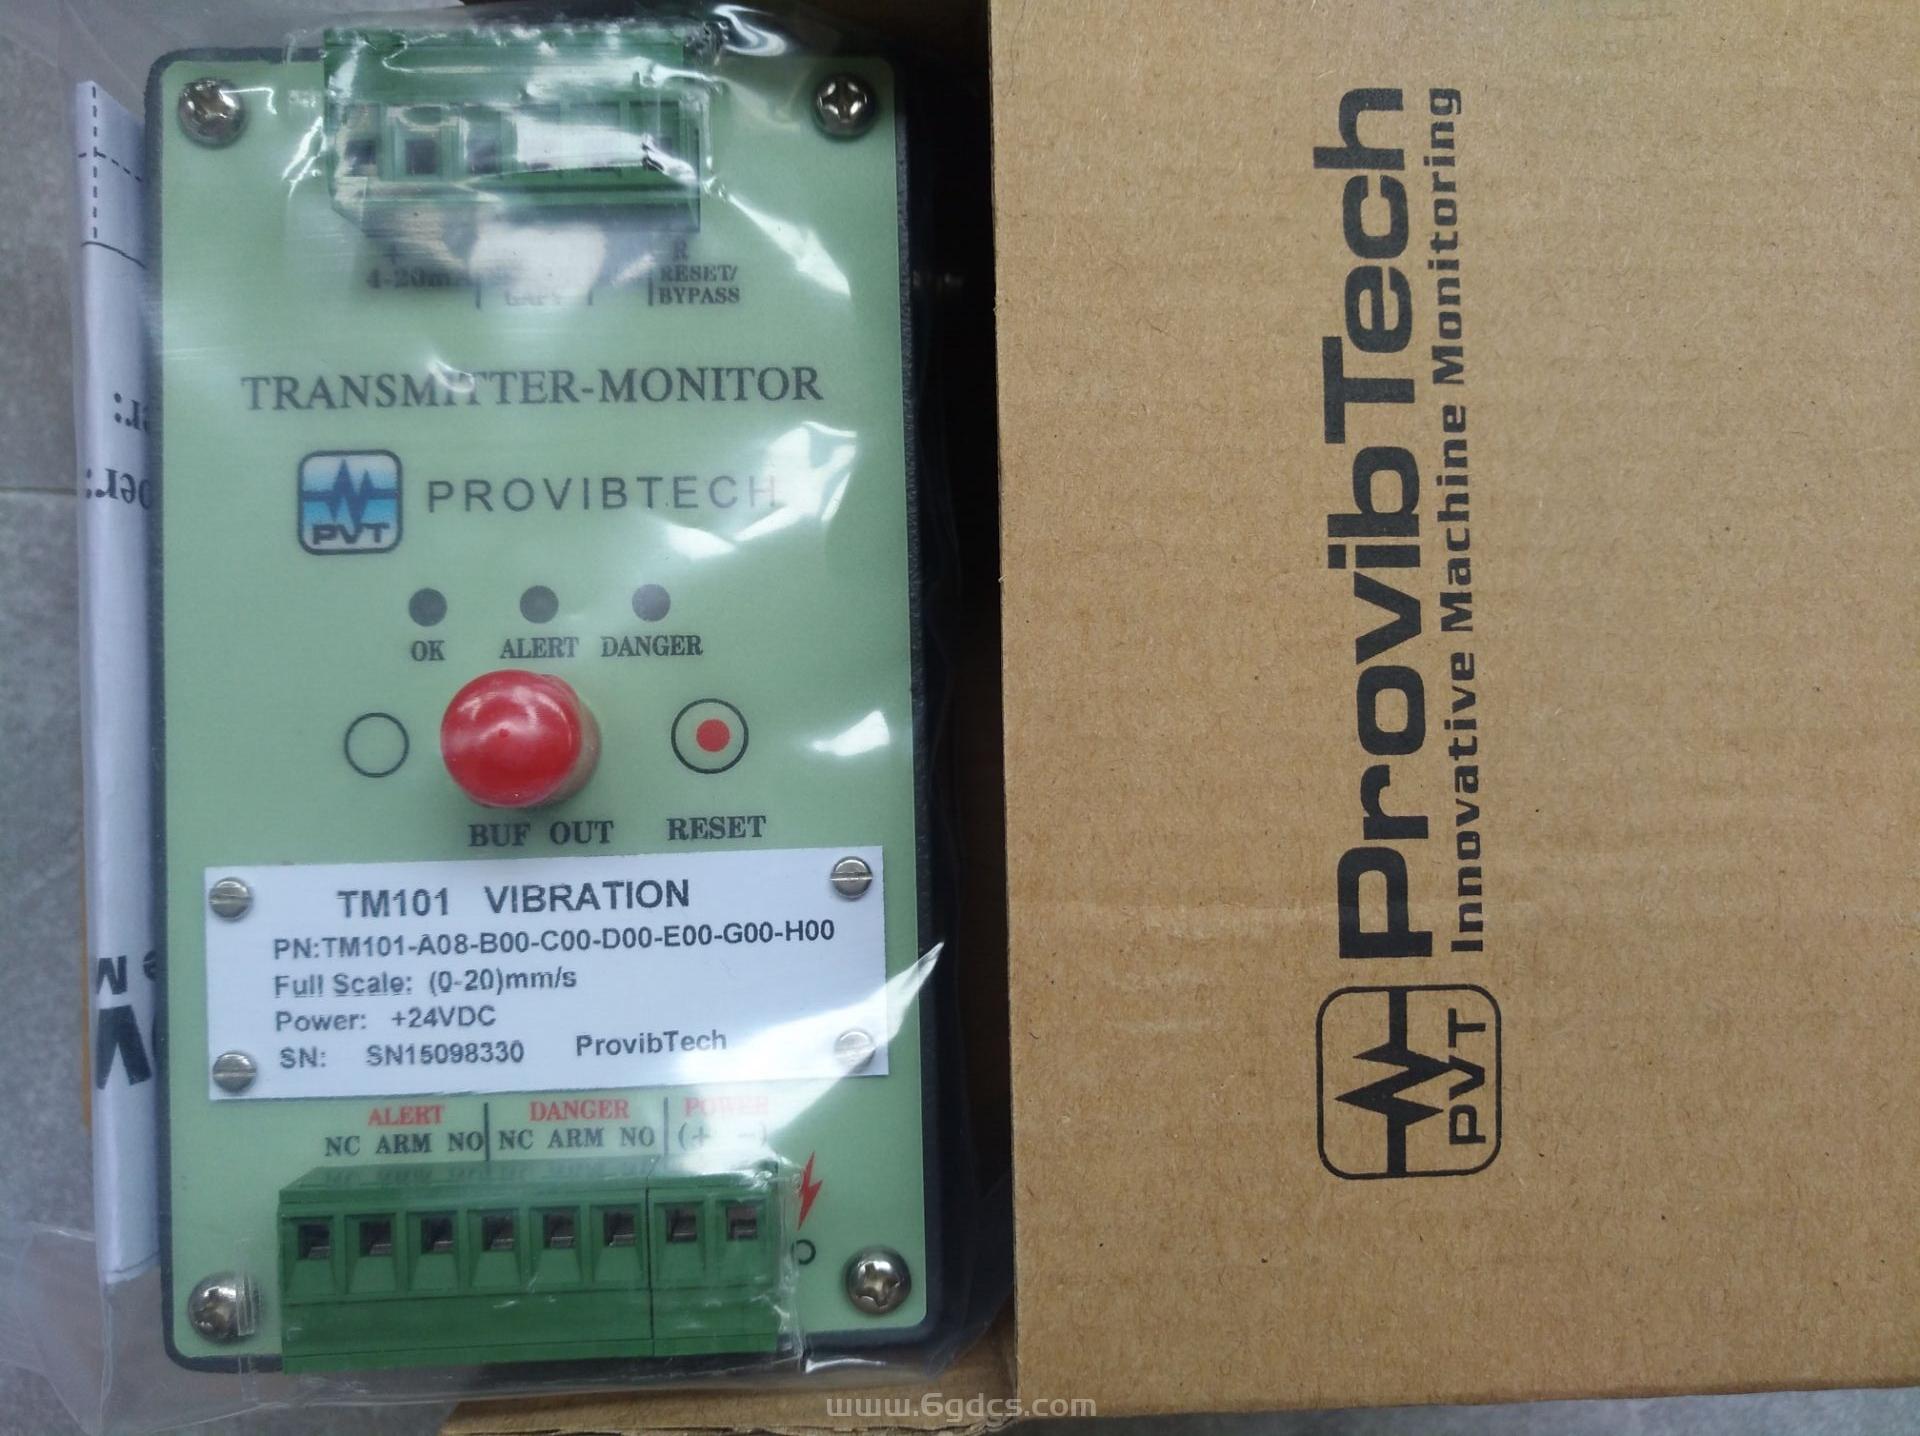 4-20m
R
RESET/
BYPASS
TRANSMITTER-MONITOR
PVT
PROVIBTECH
OK ALERT DANGER
BUF OUT RESET
TM101 VIBRATION
PN:TM101-A08-B00-C00-D00-E00-G00-H00
Full Scale: (0-20)mm/s
Power: +24VDC
SN: SN15098330 ProvibTech
ALERT DANGER POWER
NC ARM NO NC ARM NO (+ -)
ProvibTech
Innovative Machine Monitoring
PVT
www.6gdcs.com